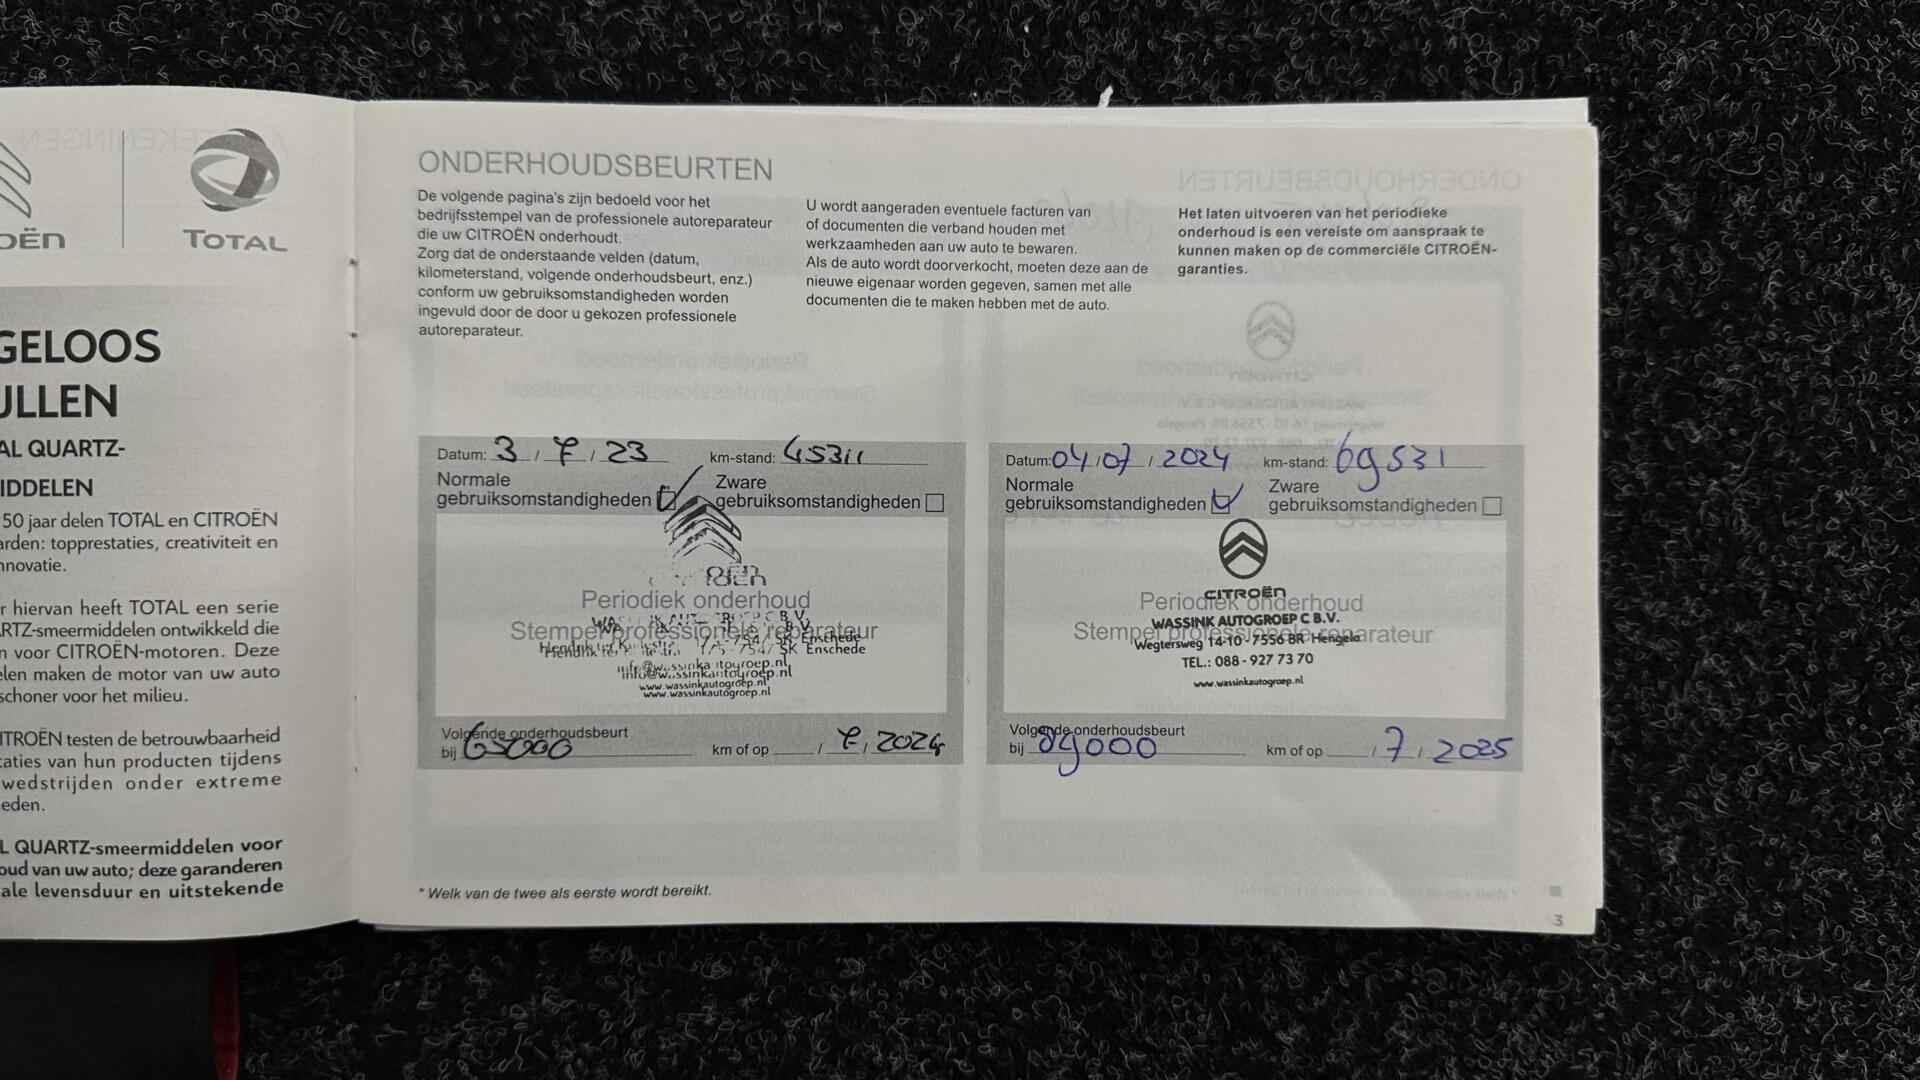 TOTAL
GELOOS
ULLEN
AL QUARTZ-
IDDELEN
50 jaar delen TOTAL en CITROËN
arden: topprestaties, creativiteit en
nnovatie.
r hiervan heeft TOTAL een serie
ARTZ-smeermiddelen ontwikkeld die
n voor CITROËN-motoren. Deze
elen maken de motor van uw auto
schoner voor het milieu.
ITROËN testen de betrouwbaarheid
taties van hun producten tijdens
wedstrijden onder extreme
eden.
L QUARTZ-smeermiddelen voor
oud van uw auto; deze garanderen
ale levensduur en uitstekende
ONDERHOUDSBEURTEN
De volgende pagina's zijn bedoeld voor het
bedrijfsstempel van de professionele autoreparateur
die uw CITROËN onderhoudt.
Zorg dat de onderstaande velden (datum,
kilometerstand, volgende onderhoudsbeurt, enz.)
conform uw gebruiksomstandigheden worden
ingevuld door de door u gekozen professionele
autoreparateur.
U wordt aangeraden eventuele facturen van
of documenten die verband houden met
werkzaamheden aan uw auto te bewaren.
Als de auto wordt doorverkocht, moeten deze aan de
nieuwe eigenaar worden gegeven, samen met alle
documenten die te maken hebben met de auto.
Het laten uitvoeren van het periodieke
onderhoud is een vereiste om aanspraak te
kunnen maken op de commerciële CITROËN-
garanties.
Datum: 3 / 7 / 23 km-stand: 45311
Normale
gebruiksomstandigheden
Zware
gebruiksomstandigheden
Periodiek onderhoud
Stempel professionele reparateur
7547 SK Enschede
info@wassinkautogroep.nl
www.wassinkautogroep.nl
Volgende onderhoudsbeurt
bij 65000 km of op / 7 / 2024
Datum: 04 / 07 / 2024 km-stand: 69531
Normale
gebruiksomstandigheden
Zware
gebruiksomstandigheden
CITROËN
Periodiek onderhoud
WASSINK AUTOGROEP C B.V.
Stempel professionele reparateur
Wegtersweg 14-10 - 7556 BR Hengelo
TEL.: 088 - 927 73 70
www.wassinkautogroep.nl
Volgende onderhoudsbeurt
bij 89000 km of op / 7 / 2025
* Welk van de twee als eerste wordt bereikt.
3